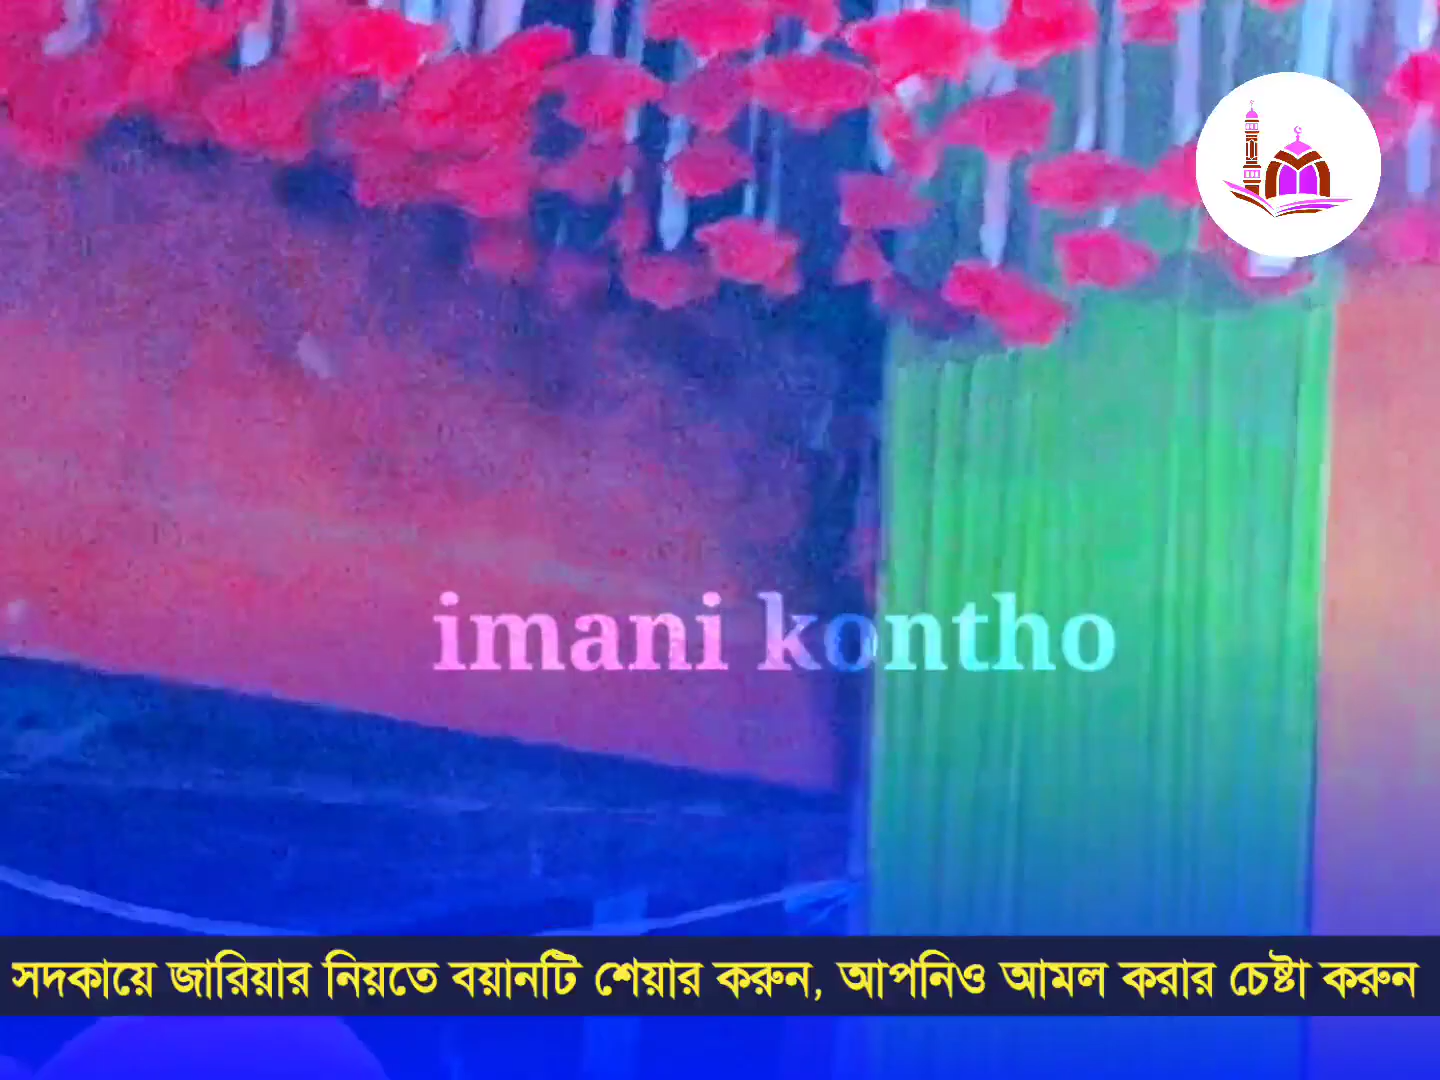 imani kontho
সদকায়ে জারিয়ার নিয়তে বয়ানটি শেয়ার করুন, আপনিও আমল করার চেষ্টা করুন